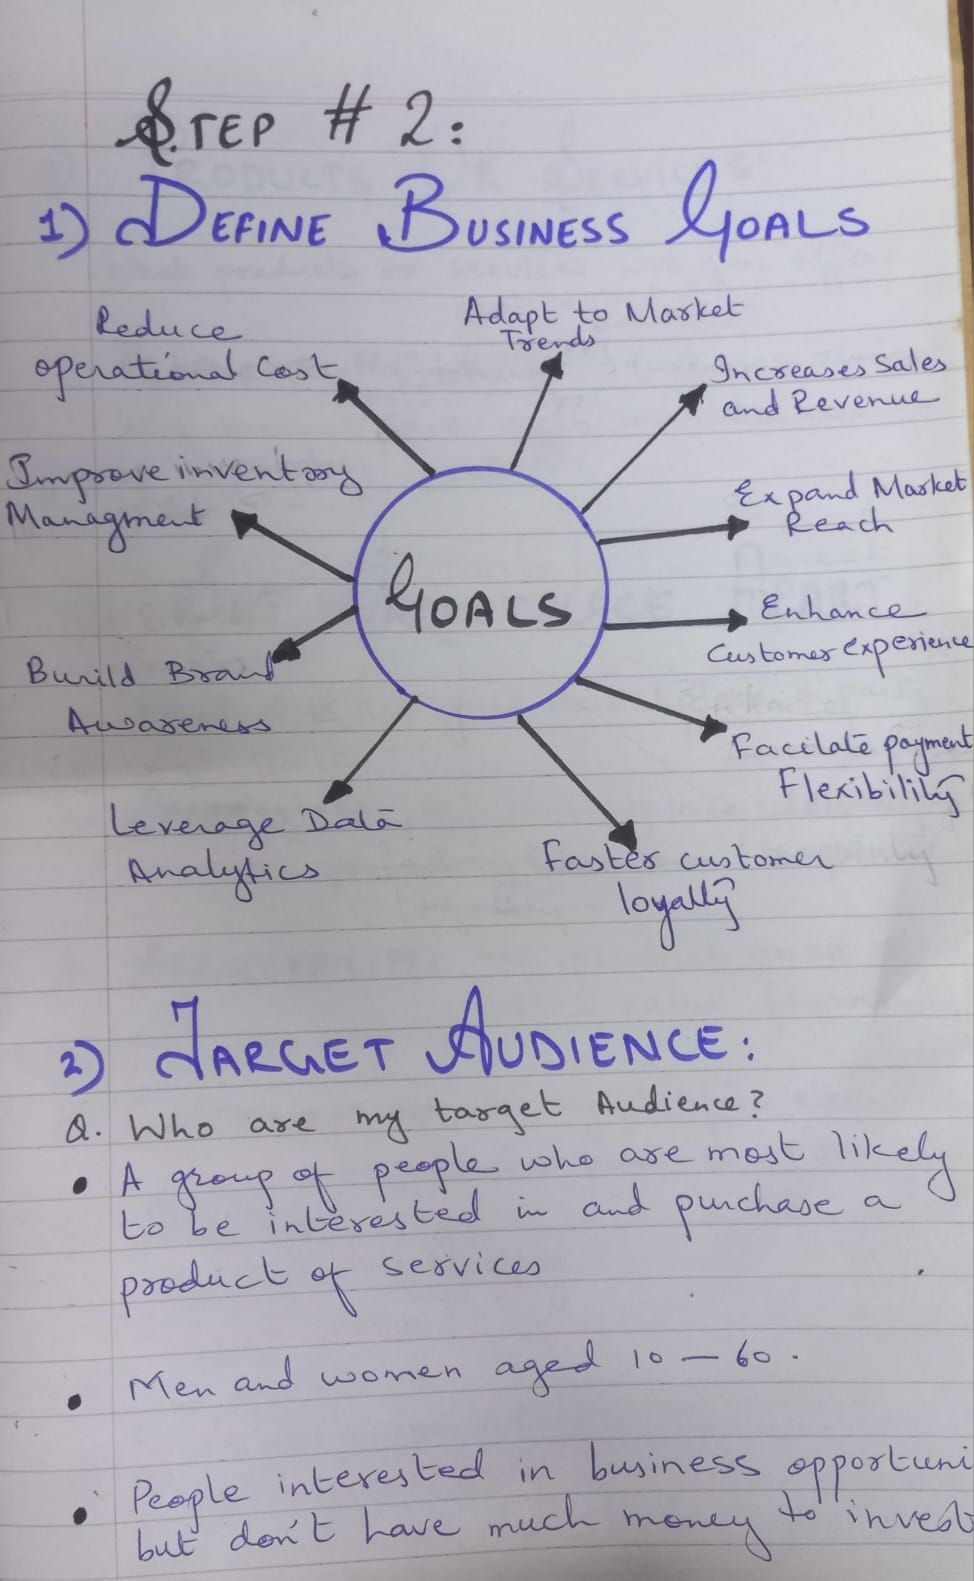 STEP # 2:
1) DEFINE BUSINESS GOALS
Reduce
operational Cost
Adapt to Market
Trends
Increases Sales
and Revenue
Improve inventory
Managment
Expand Market
Reach
GOALS
Enhance
Customer experience
Burild Brand
Awareness
Facilate payment
Flexibility
Leverage Data
Analytics
Faster customer
loyalty
2) TARGET AUDIENCE:
Q. Who are my target Audience?
• A group of people who are most likely
to be interested in and purchase a
product of services
• Men and women aged 10 – 60.
• People interested in business opportuni
but don't have much money to invest